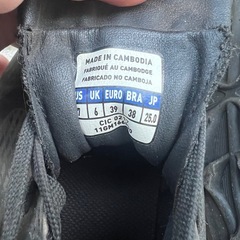 MADE IN CAMBODIA
FABRIQUÉ AU CAMBODGE
FABRICADO NO CAMBOJA
US UK EURO BRA JP
7 6 39 38 25.0